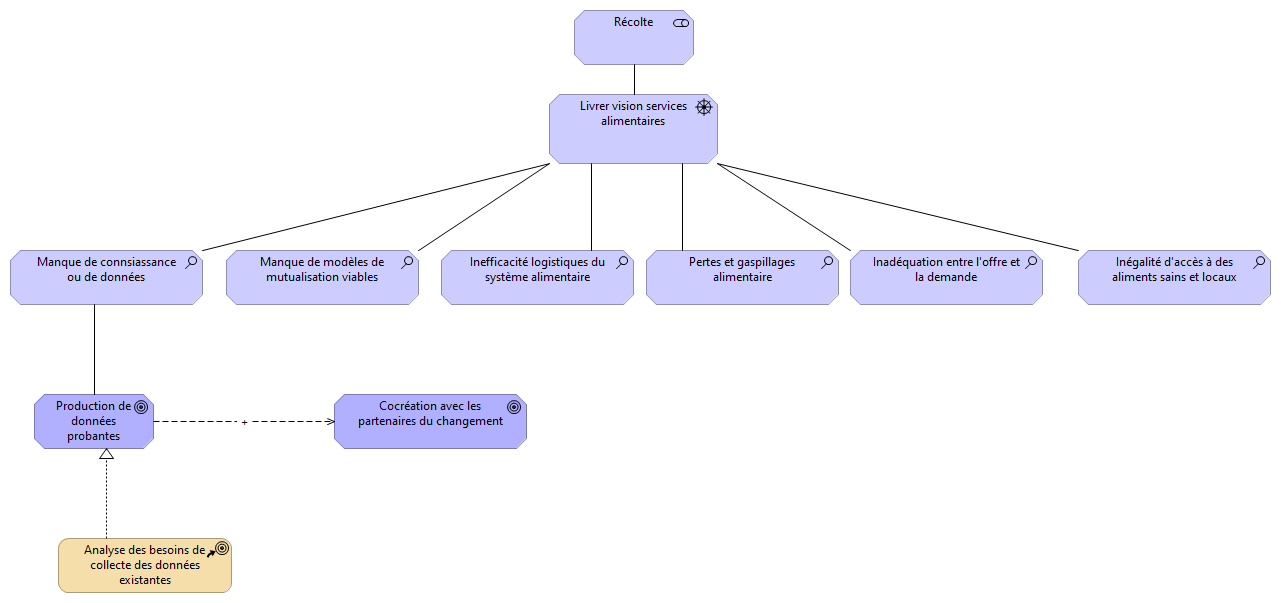 Récolte
Livrer vision services
alimentaires
Manque de connsiassance
ou de données
Manque de modèles de
mutualisation viables
Inefficacité logistiques du
système alimentaire
Pertes et gaspillages
alimentaire
Inadéquation entre l'offre et
la demande
Inégalité d'accès à des
aliments sains et locaux
Production de
données
probantes
+
Cocréation avec les
partenaires du changement
Analyse des besoins de
collecte des données
existantes